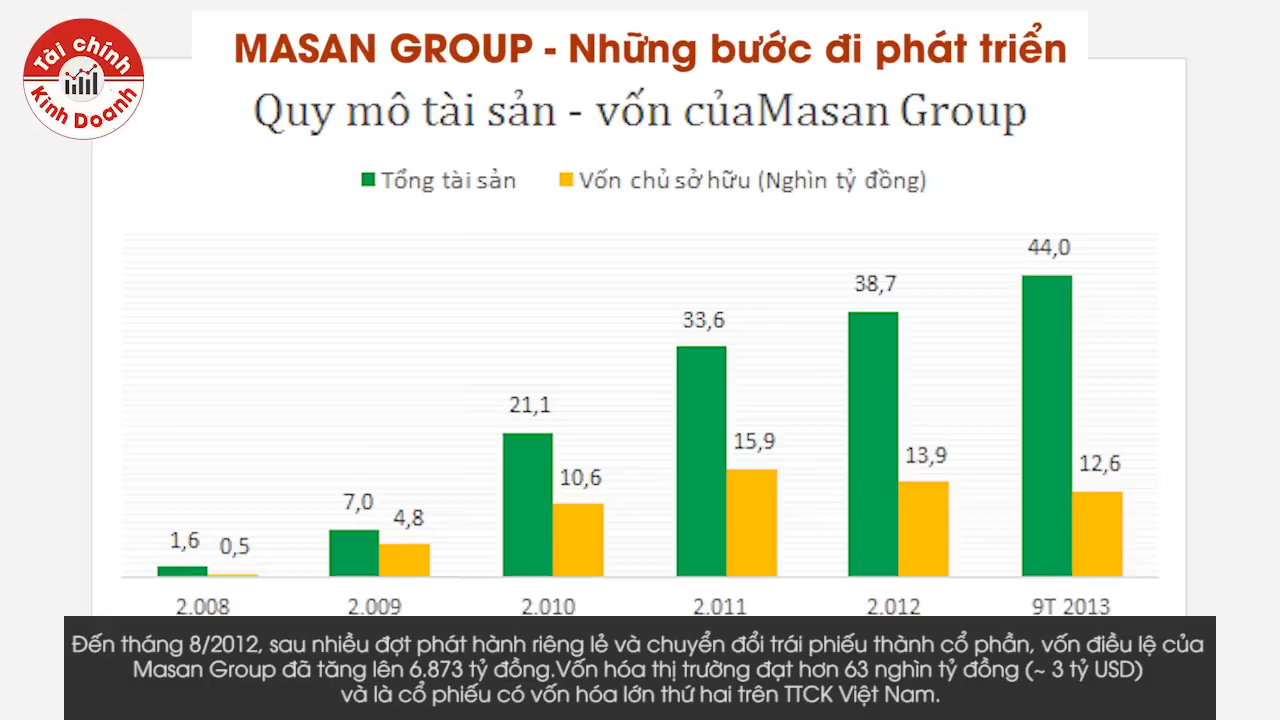 Tài chính
Kinh Doanh
MASAN GROUP - Những bước đi phát triển
Quy mô tài sản - vốn củaMasan Group
Tổng tài sản Vốn chủ sở hữu (Nghìn tỷ đồng)
1,6 0,5
7,0 4,8
21,1 10,6
33,6 15,9
38,7 13,9
44,0 12,6
2.008 2.009 2.010 2.011 2.012 9T 2013
Đến tháng 8/2012, sau nhiều đợt phát hành riêng lẻ và chuyển đổi trái phiếu thành cổ phần, vốn điều lệ của
Masan Group đã tăng lên 6.873 tỷ đồng.Vốn hóa thị trường đạt hơn 63 nghìn tỷ đồng (~ 3 tỷ USD)
và là cổ phiếu có vốn hóa lớn thứ hai trên TTCK Việt Nam.